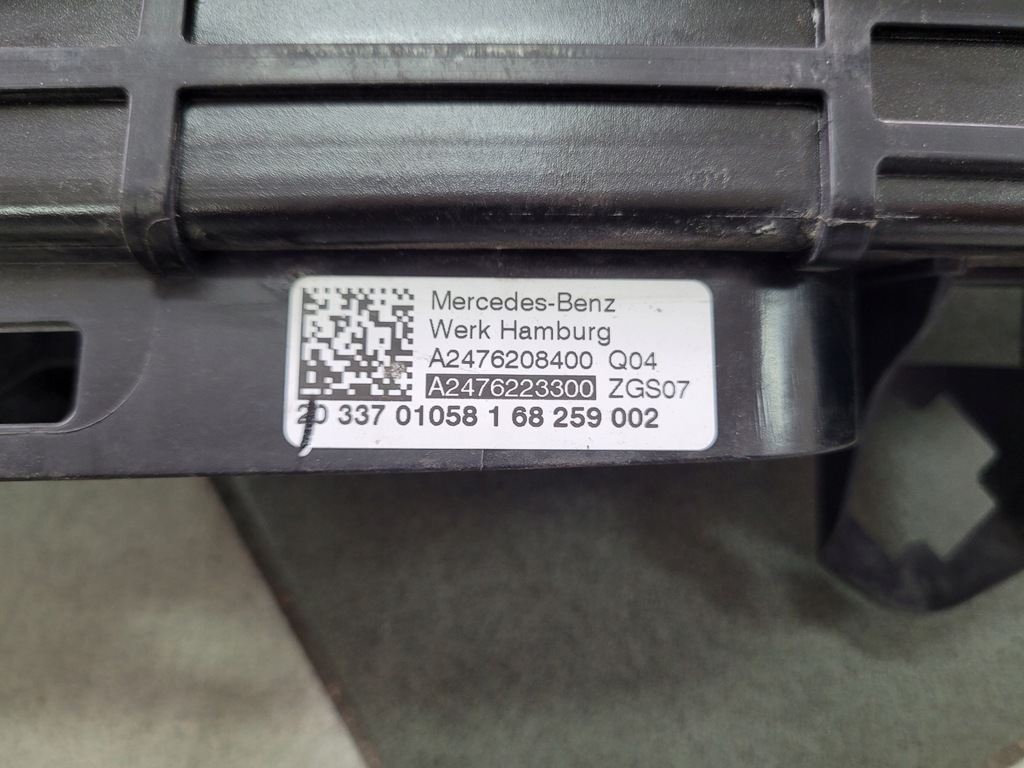 Mercedes-Benz
Werk Hamburg
A2476208400 Q04
A2476223300 ZGS07
20 337 01058 1 68 259 002